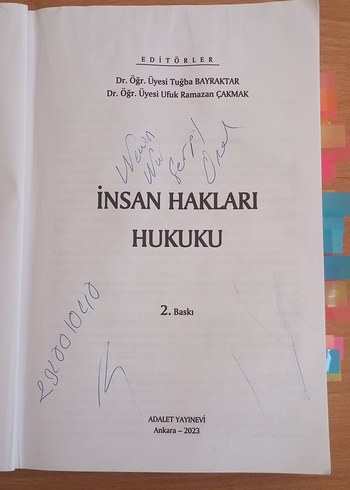 EDİTÖRLER
Dr. Öğr. Üyesi Tuğba BAYRAKTAR
Dr. Öğr. Üyesi Ufuk Ramazan ÇAKMAK
İNSAN HAKLARI
HUKUKU
2. Baskı
ADALET YAYINEVİ
Ankara – 2023